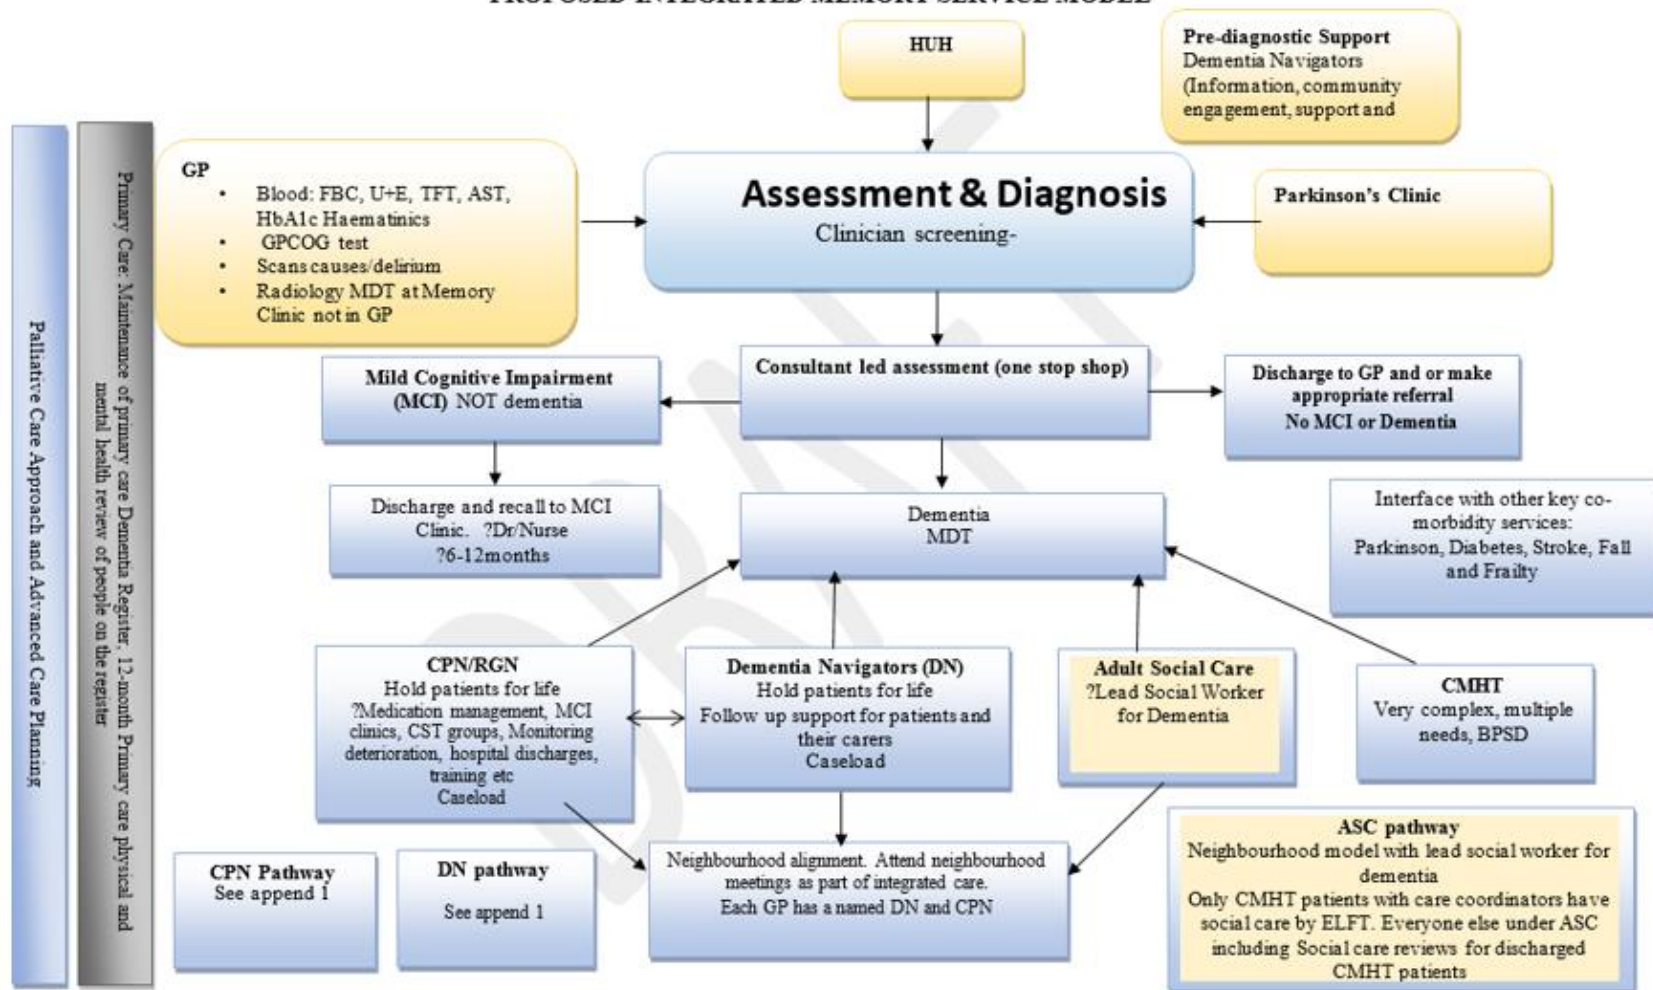 PROPOSED INTEGRATED MEMORY SERVICE MODEL
HUH
Pre-diagnostic Support
Dementia Navigators
(Information, community
engagement, support and
GP
• Blood: FBC, U+E, TFT, AST,
HbA1c Haematinics
• GPCOG test
• Scans causes/delirium
• Radiology MDT at Memory
Clinic not in GP
Assessment & Diagnosis
Clinician screening-
Parkinson's Clinic
Palliative Care Approach and Advanced Care Planning
Primary Care: Maintenance of primary care Dementia Register, 12-month Primary care physical and
mental health review of people on the register
Mild Cognitive Impairment
(MCI) NOT dementia
Consultant led assessment (one stop shop)
Discharge to GP and or make
appropriate referral
No MCI or Dementia
Discharge and recall to MCI
Clinic. ?Dr/Nurse
?6-12months
Dementia
MDT
Interface with other key co-
morbidity services:
Parkinson, Diabetes, Stroke, Fall
and Frailty
CPN/RGN
Hold patients for life
?Medication management, MCI
clinics, CST groups, Monitoring
deterioration, hospital discharges,
training etc
Caseload
Dementia Navigators (DN)
Hold patients for life
Follow up support for patients and
their carers
Caseload
Adult Social Care
?Lead Social Worker
for Dementia
CMHT
Very complex, multiple
needs, BPSD
CPN Pathway
See append 1
DN pathway
See append 1
Neighbourhood alignment. Attend neighbourhood
meetings as part of integrated care.
Each GP has a named DN and CPN
ASC pathway
Neighbourhood model with lead social worker for
dementia
Only CMHT patients with care coordinators have
social care by ELFT. Everyone else under ASC
including Social care reviews for discharged
CMHT patients
DRAFT